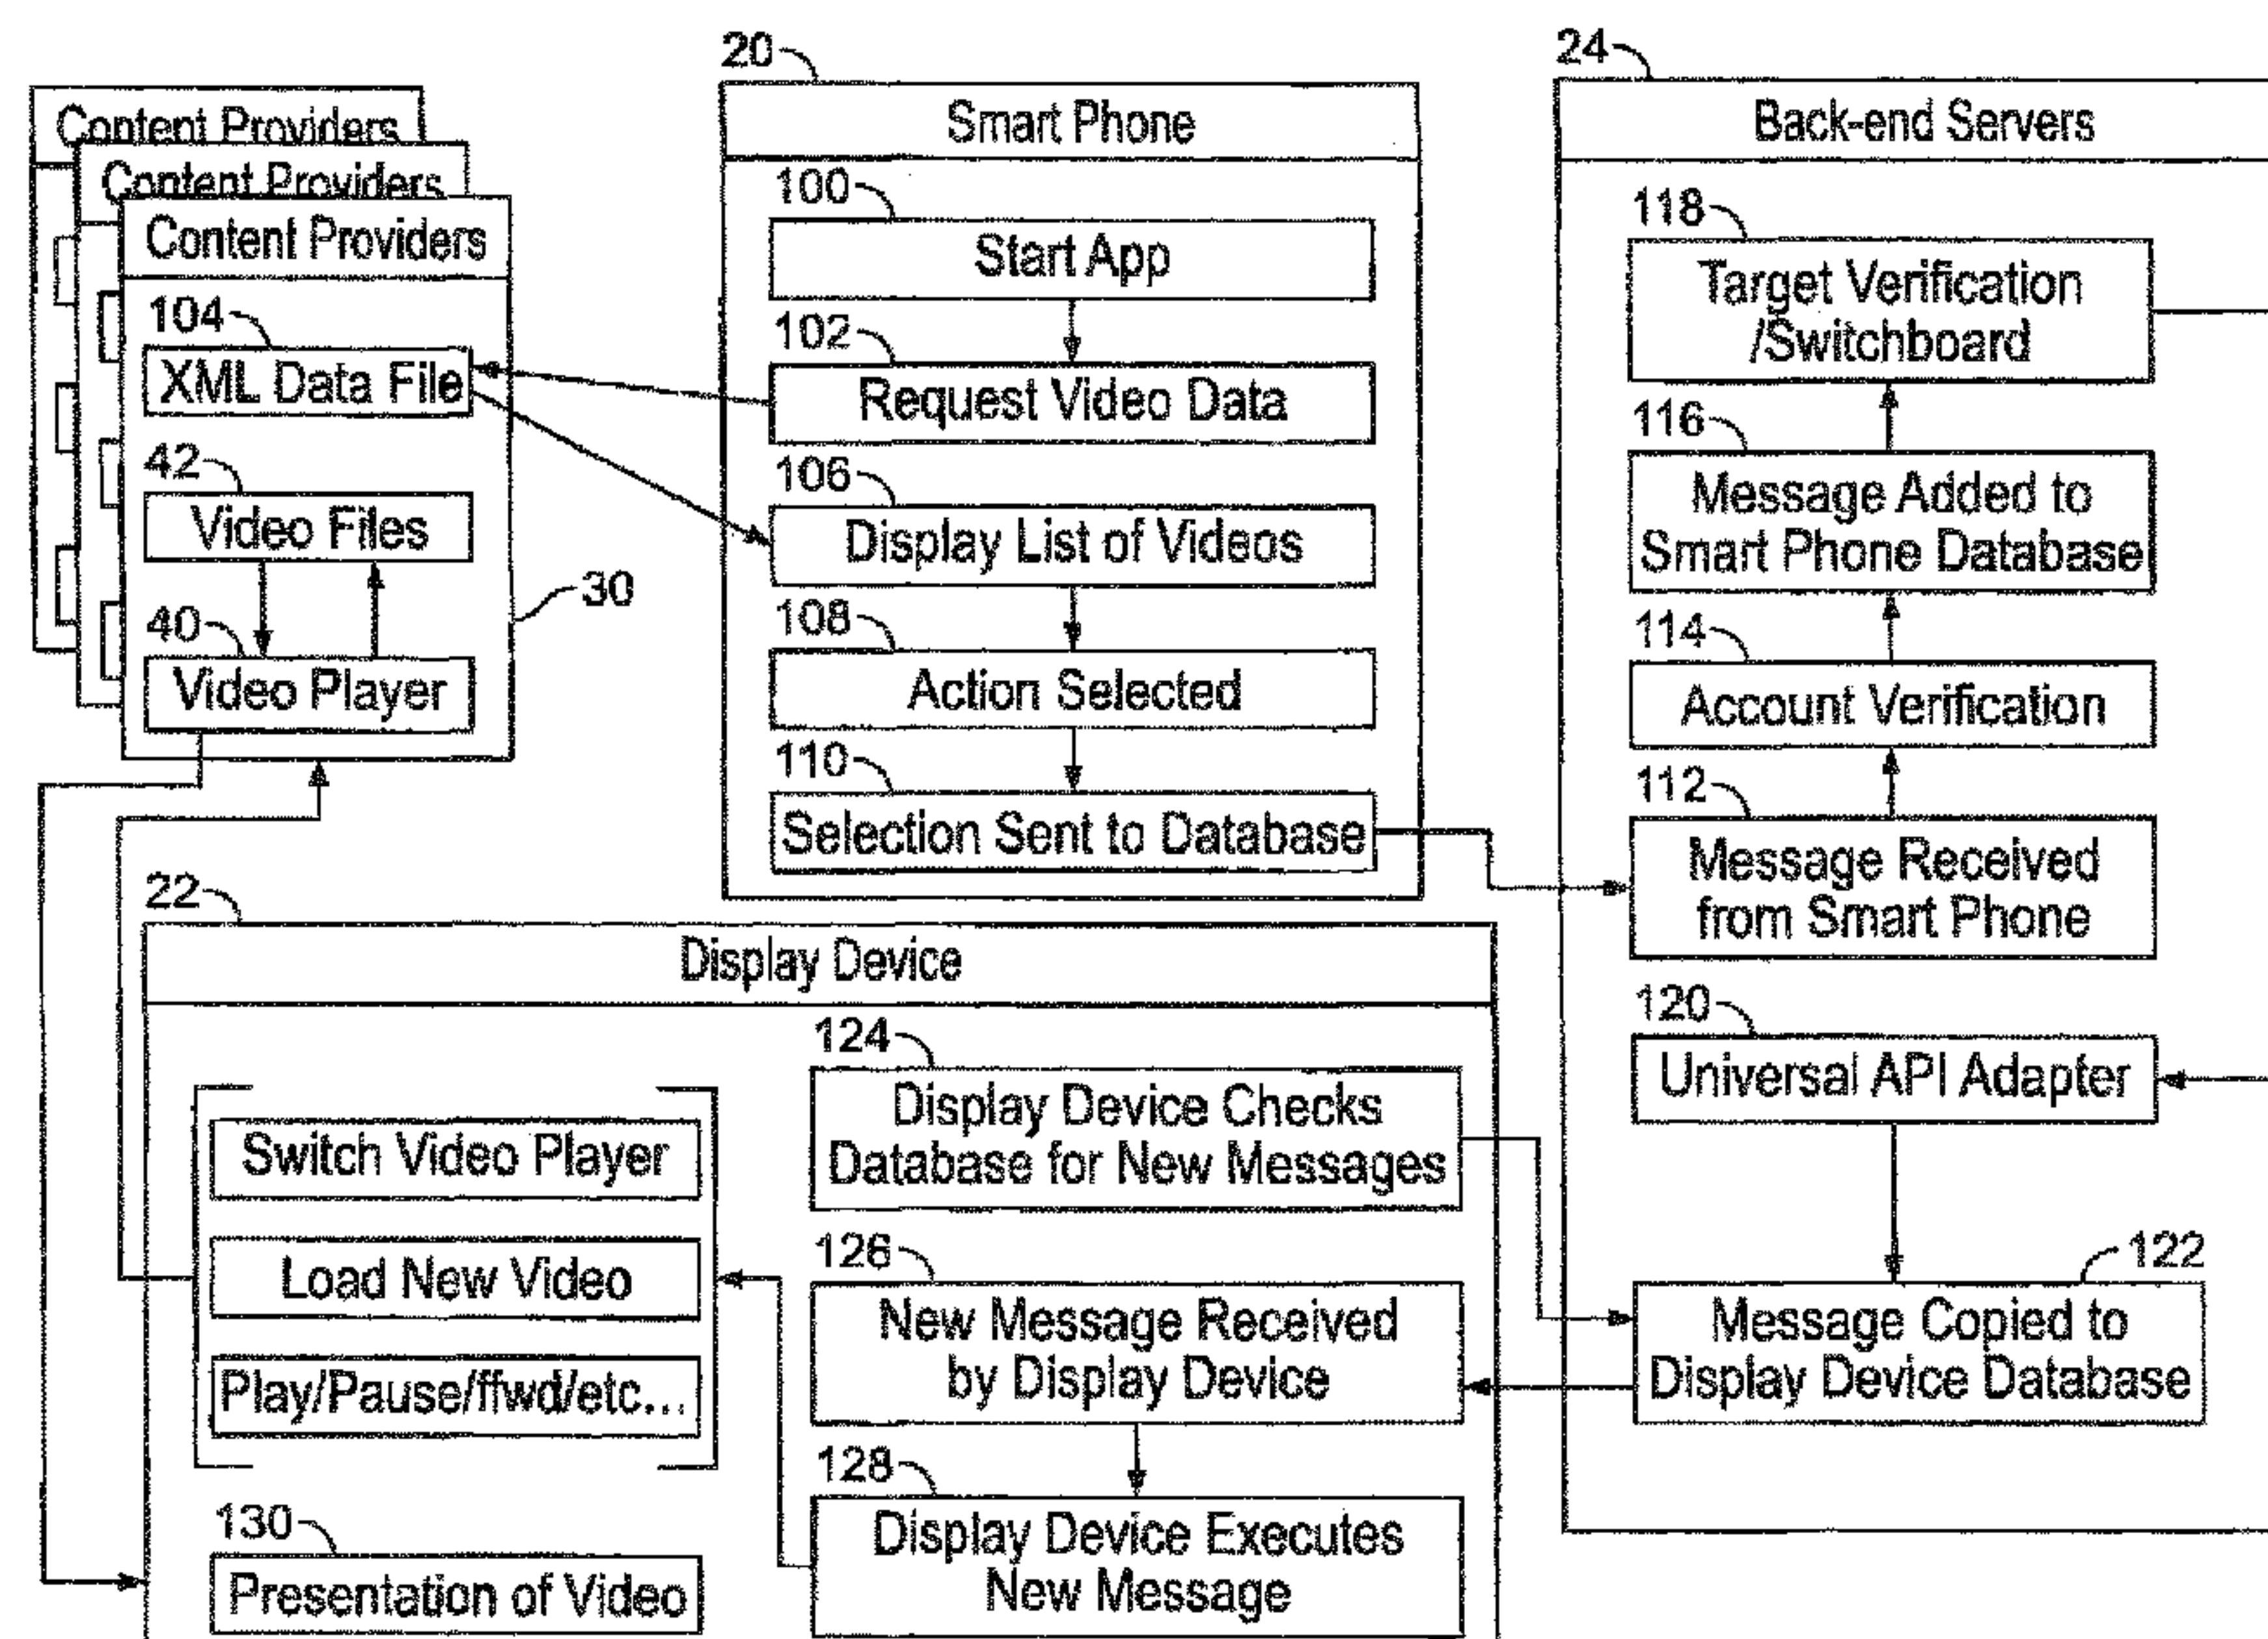 Content Providers
Content Providers
Content Providers
104
XML Data File
42
Video Files
40
Video Player
30
20
Smart Phone
100
Start App
102
Request Video Data
106
Display List of Videos
108
Action Selected
110
Selection Sent to Database
24
Back-end Servers
118
Target Verification
/Switchboard
116
Message Added to
Smart Phone Database
114
Account Verification
112
Message Received
from Smart Phone
120
Universal API Adapter
122
Message Copied to
Display Device Database
22
Display Device
124
Display Device Checks
Database for New Messages
126
New Message Received
by Display Device
128
Display Device Executes
New Message
Switch Video Player
Load New Video
Play/Pause/ffwd/etc...
130
Presentation of Video